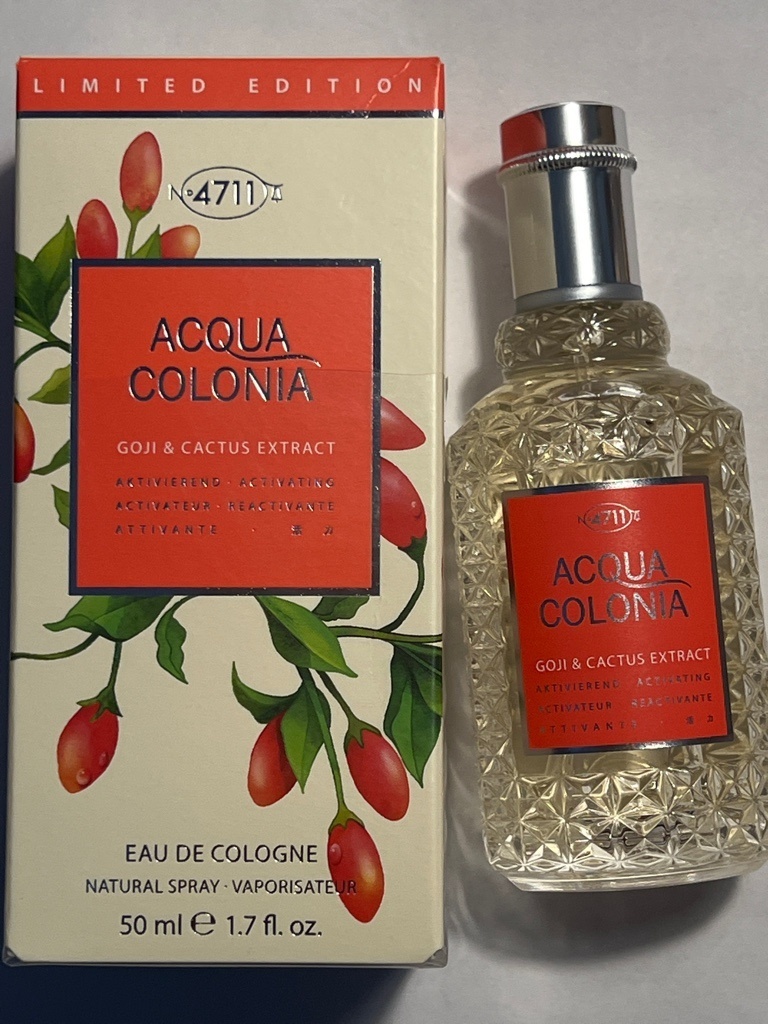 LIMITED EDITION
Nº 4711
ACQUA
COLONIA
GOJI & CACTUS EXTRACT
AKTIVIEREND · ACTIVATING
ACTIVATEUR · REACTIVANTE
ATTIVANTE ·
EAU DE COLOGNE
NATURAL SPRAY · VAPORISATEUR
50 ml ℮ 1.7 fl. oz.
Nº 4711
ACQUA
COLONIA
GOJI & CACTUS EXTRACT
AKTIVIEREND · ACTIVATING
ACTIVATEUR · REACTIVANTE
ATTIVANTE ·